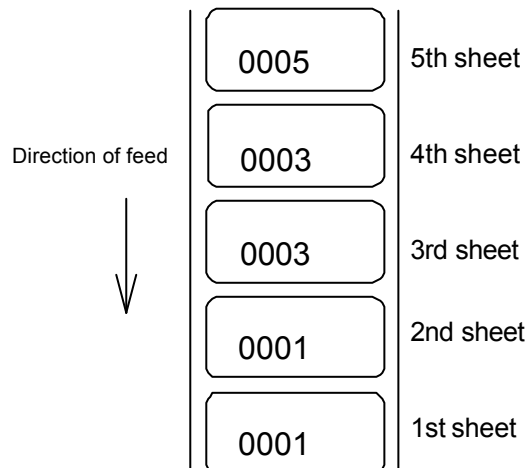 0005 5th sheet
Direction of feed 0003 4th sheet
0003 3rd sheet
0001 2nd sheet
0001 1st sheet